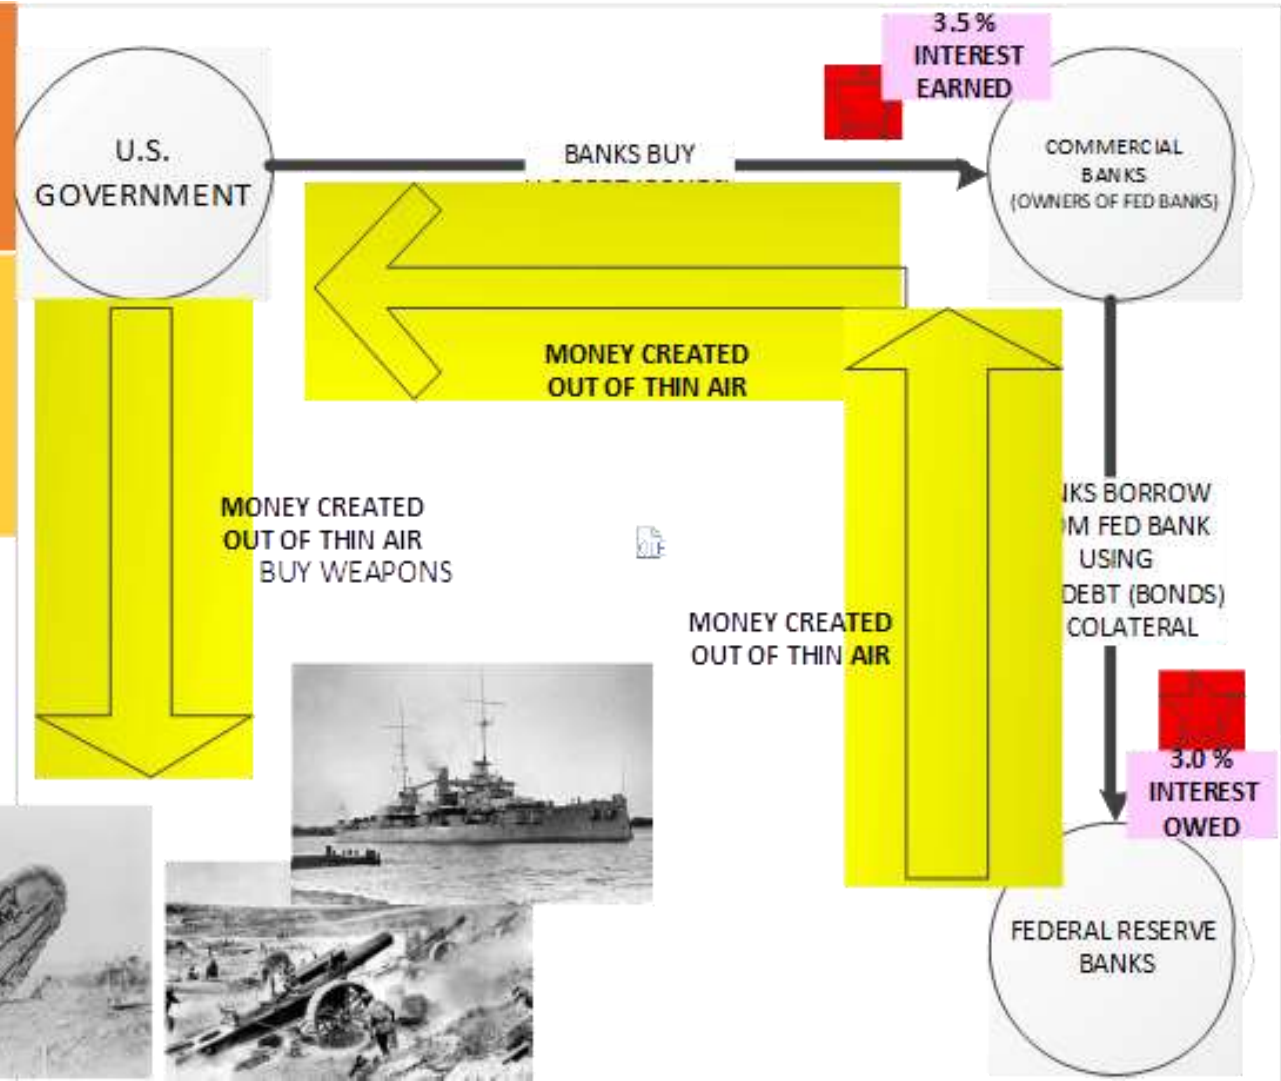 3.5 %
INTEREST
EARNED
U.S.
GOVERNMENT
BANKS BUY
COMMERCIAL
BANKS
(OWNERS OF FED BANKS)
MONEY CREATED
OUT OF THIN AIR
MONEY CREATED
OUT OF THIN AIR
BUY WEAPONS
BORROW
FED BANK
USING
DEBT (BONDS)
COLATERAL
MONEY CREATED
OUT OF THIN AIR
3.0 %
INTEREST
OWED
FEDERAL RESERVE
BANKS